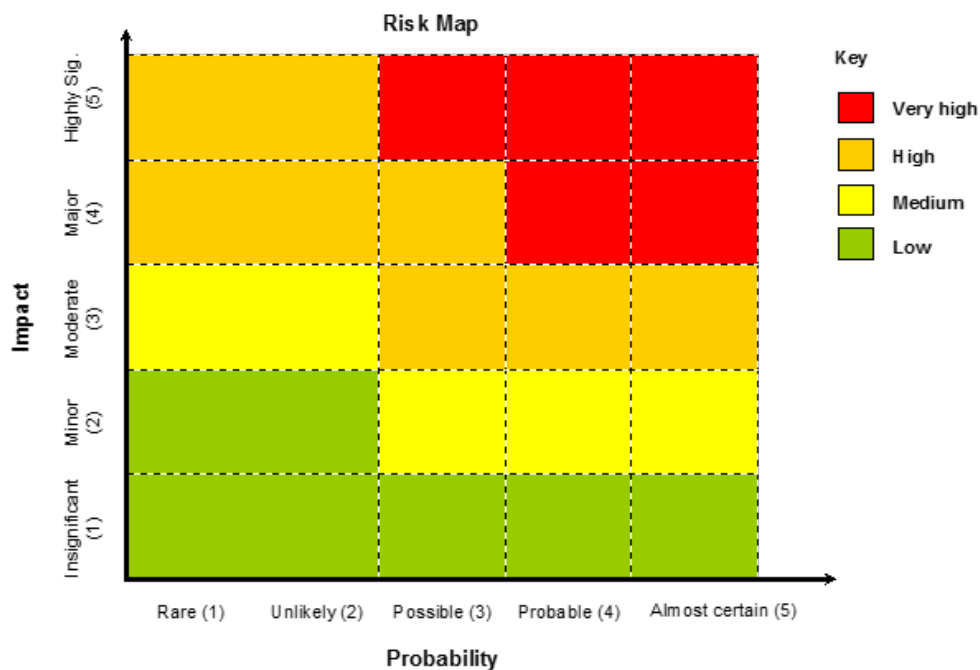 Risk Map
Key
Very high
High
Medium
Low
Impact
Highly Sig.
(5)
Major
(4)
Moderate
(3)
Minor
(2)
Insignificant
(1)
Rare (1)
Unlikely (2)
Possible (3)
Probable (4)
Almost certain (5)
Probability